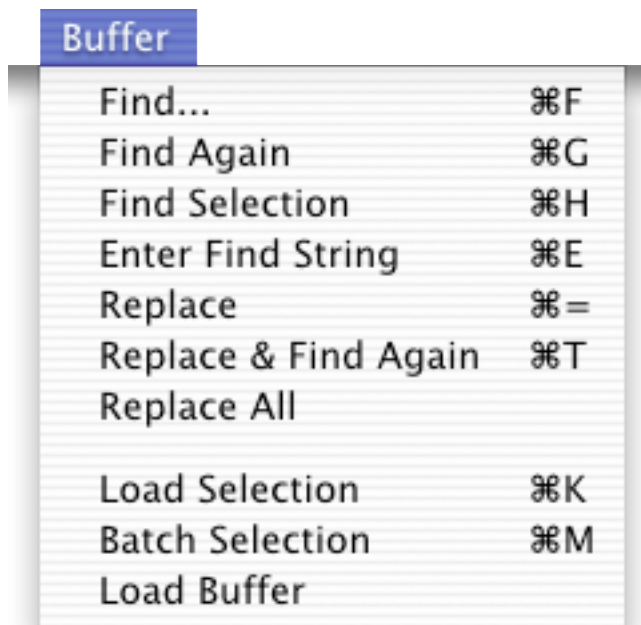 Buffer
Find... ⌘F
Find Again ⌘G
Find Selection ⌘H
Enter Find String ⌘E
Replace ⌘=
Replace & Find Again ⌘T
Replace All
Load Selection ⌘K
Batch Selection ⌘M
Load Buffer